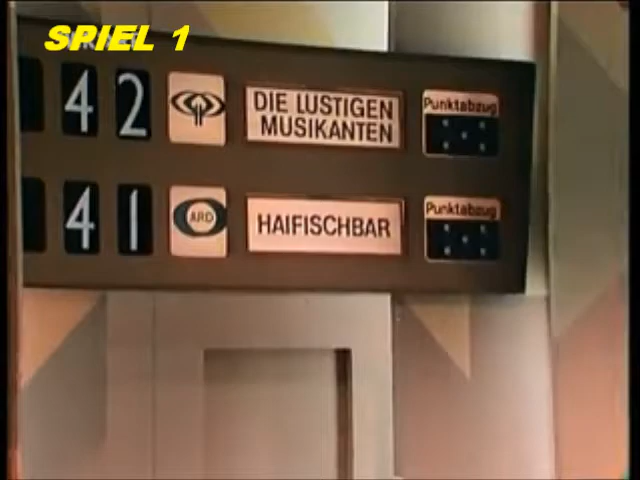 SPIEL 1
42
DIE LUSTIGEN
MUSIKANTEN
Punktabzug
41
ARD
HAIFISCHBAR
Punktabzug